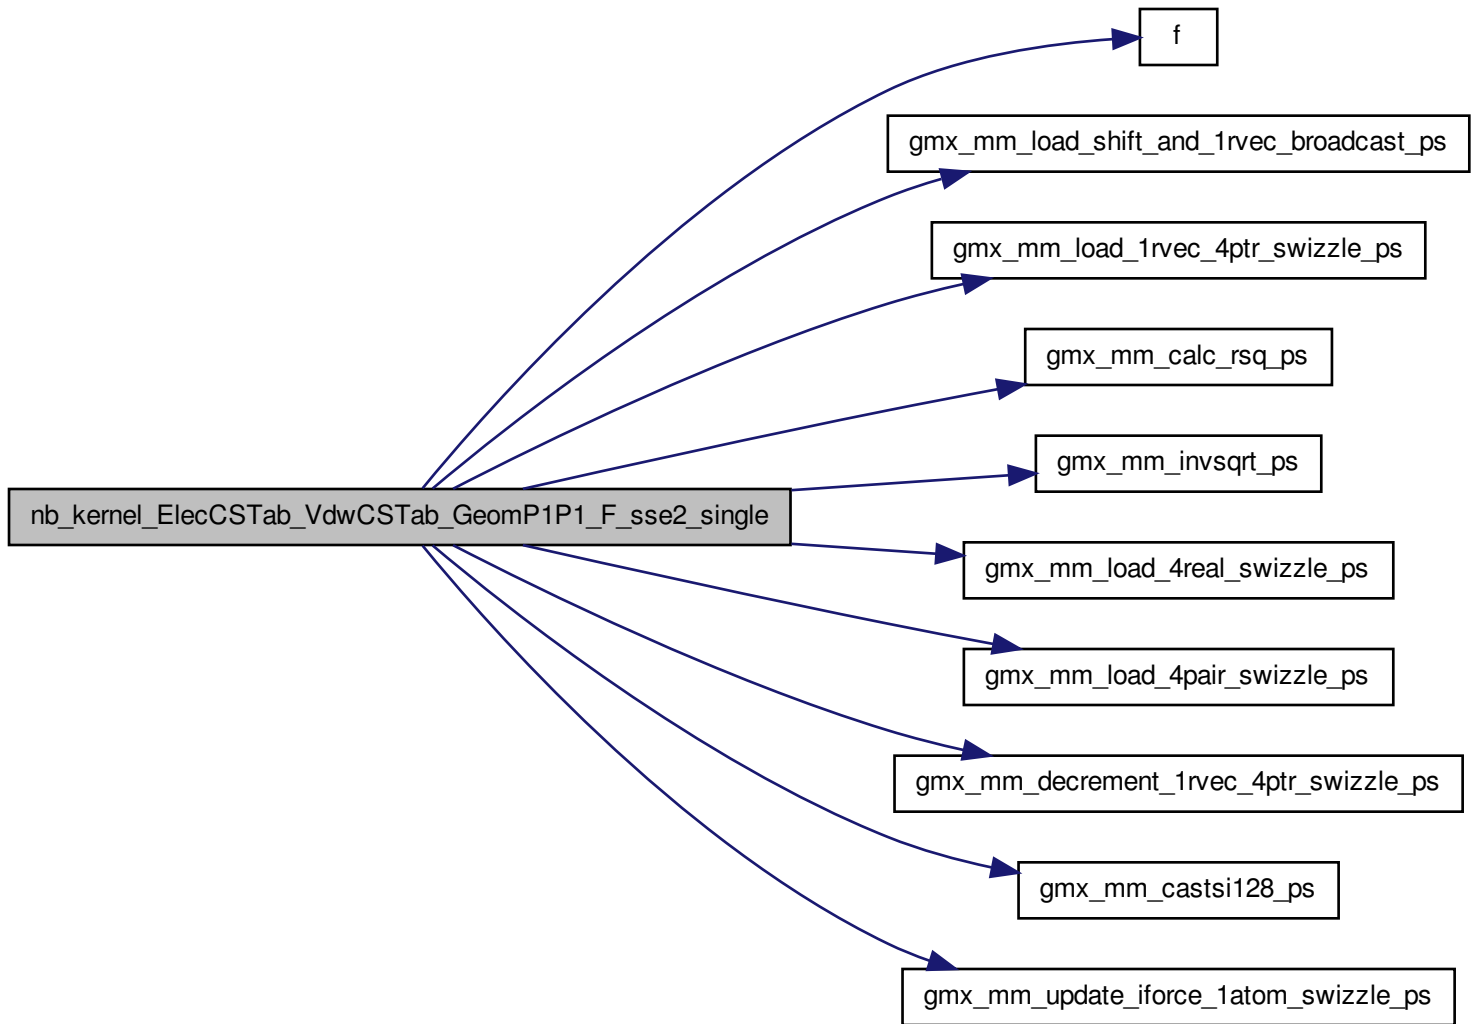 f
gmx_mm_load_shift_and_1rvec_broadcast_ps
gmx_mm_load_1rvec_4ptr_swizzle_ps
gmx_mm_calc_rsq_ps
gmx_mm_invsqrt_ps
nb_kernel_ElecCSTab_VdwCSTab_GeomP1P1_F_sse2_single
gmx_mm_load_4real_swizzle_ps
gmx_mm_load_4pair_swizzle_ps
gmx_mm_decrement_1rvec_4ptr_swizzle_ps
gmx_mm_castsi128_ps
gmx_mm_update_iforce_1atom_swizzle_ps